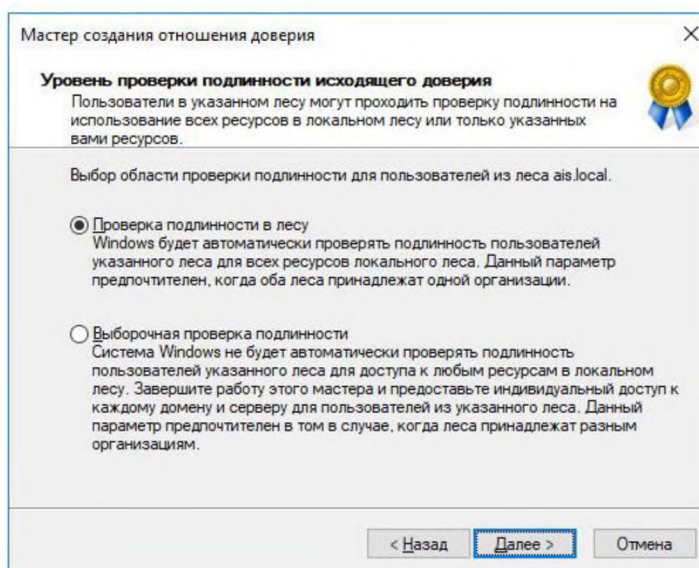 Мастер создания отношения доверия
Уровень проверки подлинности исходящего доверия
Пользователи в указанном лесу могут проходить проверку подлинности на
использование всех ресурсов в локальном лесу или только указанных
вами ресурсов.
Выбор области проверки подлинности для пользователей из леса ais.local.
Проверка подлинности в лесу
Windows будет автоматически проверять подлинность пользователей
указанного леса для всех ресурсов локального леса. Данный параметр
предпочтителен, когда оба леса принадлежат одной организации.
Выборочная проверка подлинности
Система Windows не будет автоматически проверять подлинность
пользователей указанного леса для доступа к любым ресурсам в локальном
лесу. Завершите работу этого мастера и предоставьте индивидуальный доступ к
каждому домену и серверу для пользователей из указанного леса. Данный
параметр предпочтителен в том в случае, когда леса принадлежат разным
организациям.
< Назад Далее > Отмена